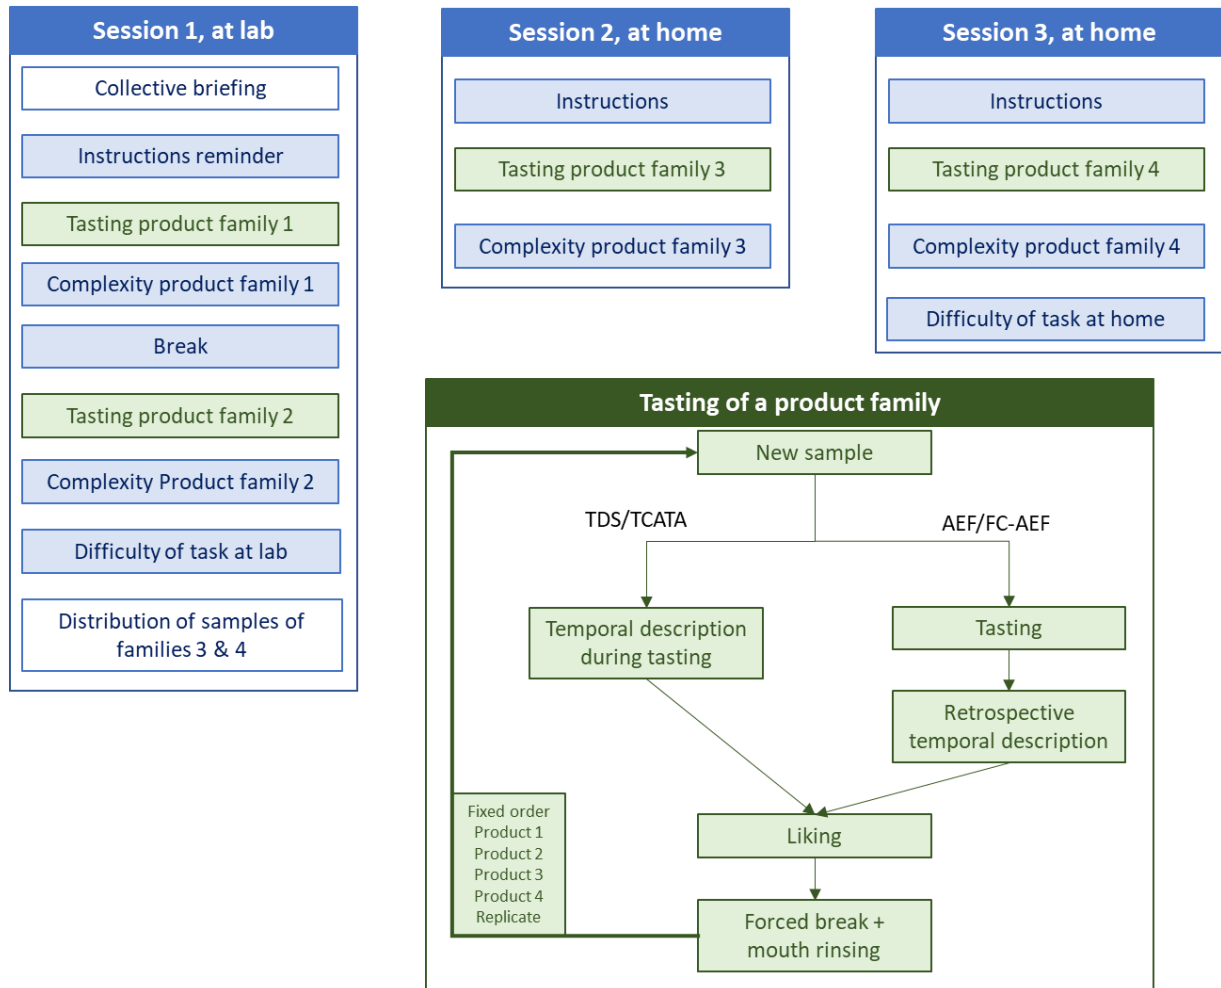 Session 1, at lab
Collective briefing
Instructions reminder
Tasting product family 1
Complexity product family 1
Break
Tasting product family 2
Complexity Product family 2
Difficulty of task at lab
Distribution of samples of
families 3 & 4
Session 2, at home
Instructions
Tasting product family 3
Complexity product family 3
Session 3, at home
Instructions
Tasting product family 4
Complexity product family 4
Difficulty of task at home
Tasting of a product family
New sample
TDS/TCATA
AEF/FC-AEF
Temporal description
during tasting
Tasting
Retrospective
temporal description
Liking
Forced break +
mouth rinsing
Fixed order
Product 1
Product 2
Product 3
Product 4
Replicate